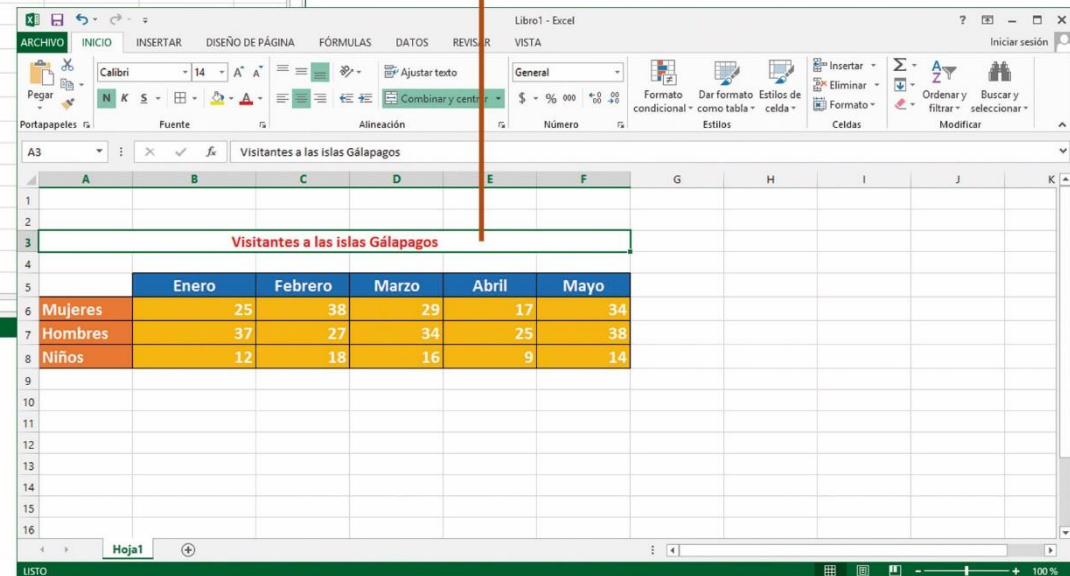 Libro1 - Excel
ARCHIVO INICIO INSERTAR DISEÑO DE PÁGINA FÓRMULAS DATOS REVISAR VISTA Iniciar sesión
Pegar
Calibri 14
N K S
Ajustar texto
Combinar y centrar
General
$ % 000
Formato condicional
Dar formato como tabla
Estilos de celda
Insertar
Eliminar
Formato
Ordenar y filtrar
Buscar y seleccionar
Portapapeles Fuente Alineación Número Estilos Celdas Modificar
A3 fx Visitantes a las islas Gálapagos
A B C D E F G H I J K
1
2
3 Visitantes a las islas Gálapagos
4
5 Enero Febrero Marzo Abril Mayo
6 Mujeres 25 38 29 17 34
7 Hombres 37 27 34 25 38
8 Niños 12 18 16 9 14
9
10
11
12
13
14
15
16
Hoja1
LISTO 100 %